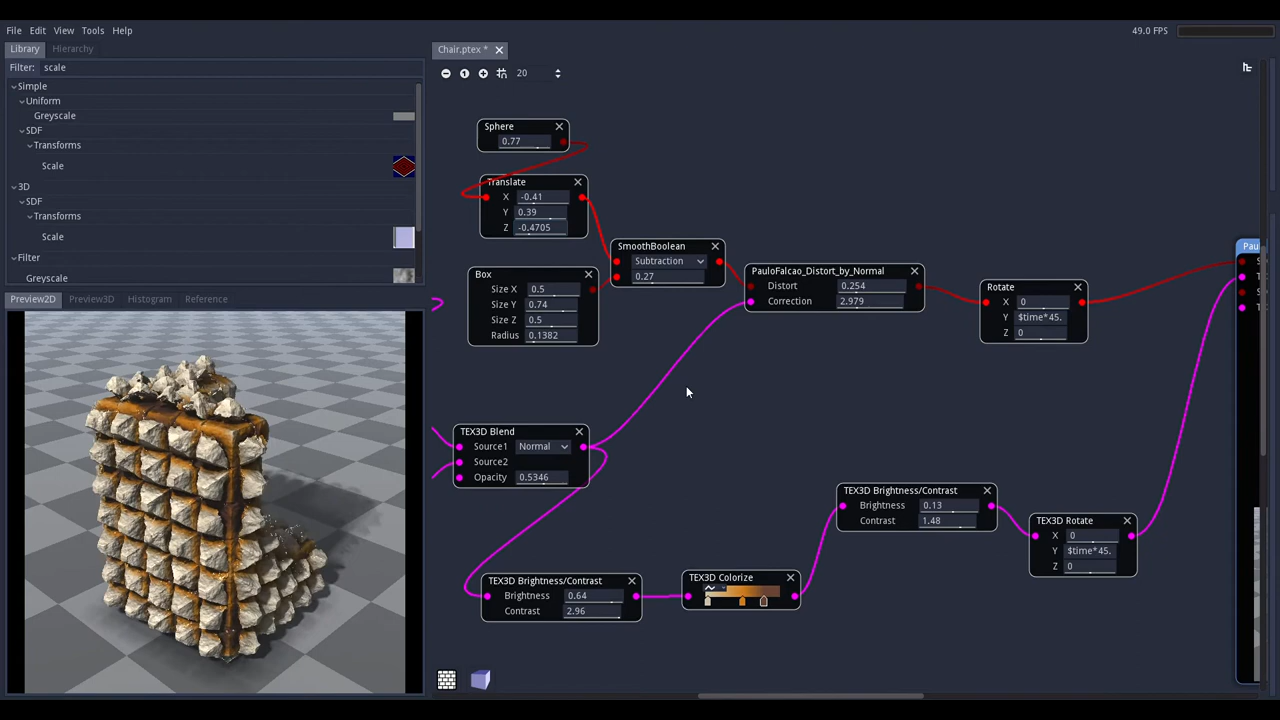 File Edit View Tools Help
49.0 FPS
Library Hierarchy
Chair.ptex *
Filter: scale
20
Simple
Uniform
Greyscale
SDF
Transforms
Scale
3D
SDF
Transforms
Scale
Filter
Greyscale
Preview2D Preview3D Histogram Reference
Sphere
0.77
Translate
X -0.41
Y 0.39
Z -0.4705
SmoothBoolean
Subtraction
0.27
Box
Size X 0.5
Size Y 0.74
Size Z 0.5
Radius 0.1382
PauloFalcao_Distort_by_Normal
Distort 0.254
Correction 2.979
Rotate
X 0
Y $time*45.
Z 0
TEX3D Blend
Source1 Normal
Source2
Opacity 0.5346
TEX3D Brightness/Contrast
Brightness 0.13
Contrast 1.48
TEX3D Rotate
X 0
Y $time*45.
Z 0
TEX3D Brightness/Contrast
Brightness 0.64
Contrast 2.96
TEX3D Colorize